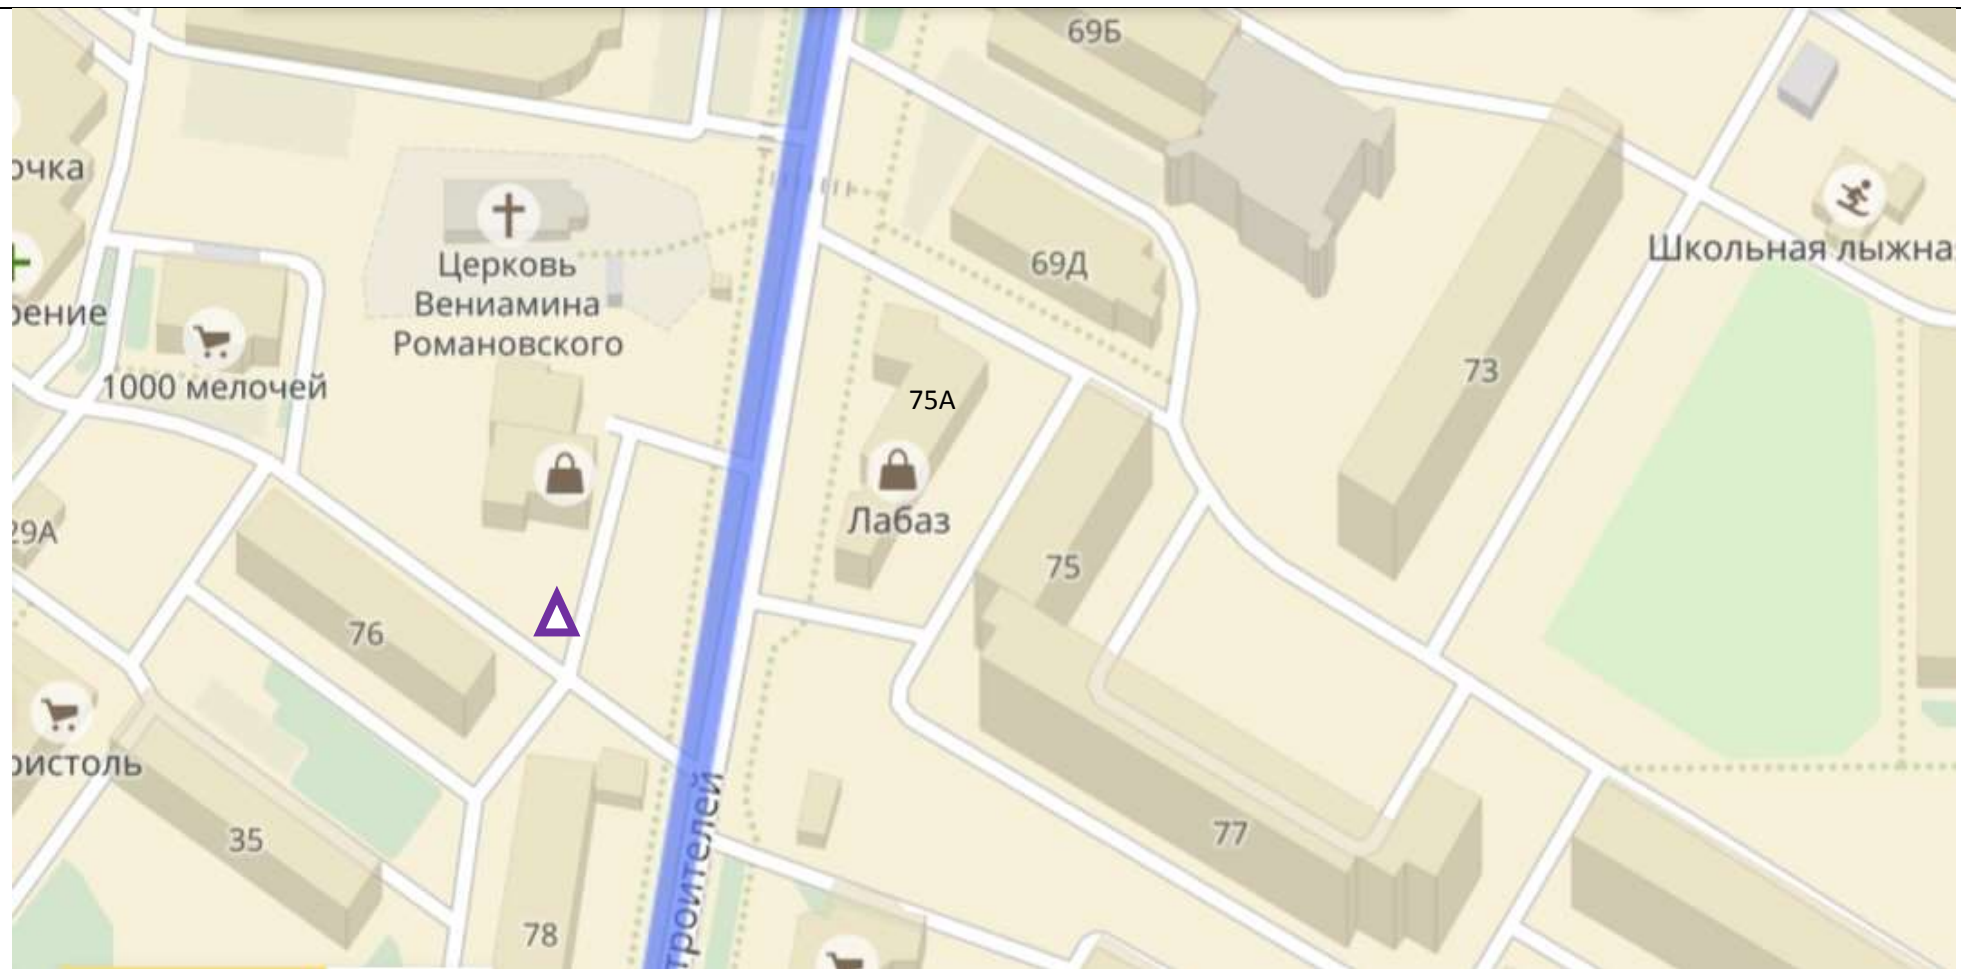 69Б
очка
Церковь
Вениамина
Романовского
69Д
Школьная лыжна
рение
1000 мелочей
73
75А
29А
Лабаз
75
76
ристоль
35
77
78
троителей